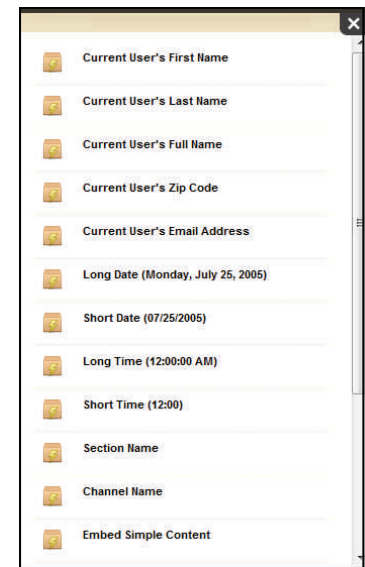 Current User's First Name
Current User's Last Name
Current User's Full Name
Current User's Zip Code
Current User's Email Address
Long Date (Monday, July 25, 2005)
Short Date (07/25/2005)
Long Time (12:00:00 AM)
Short Time (12:00)
Section Name
Channel Name
Embed Simple Content